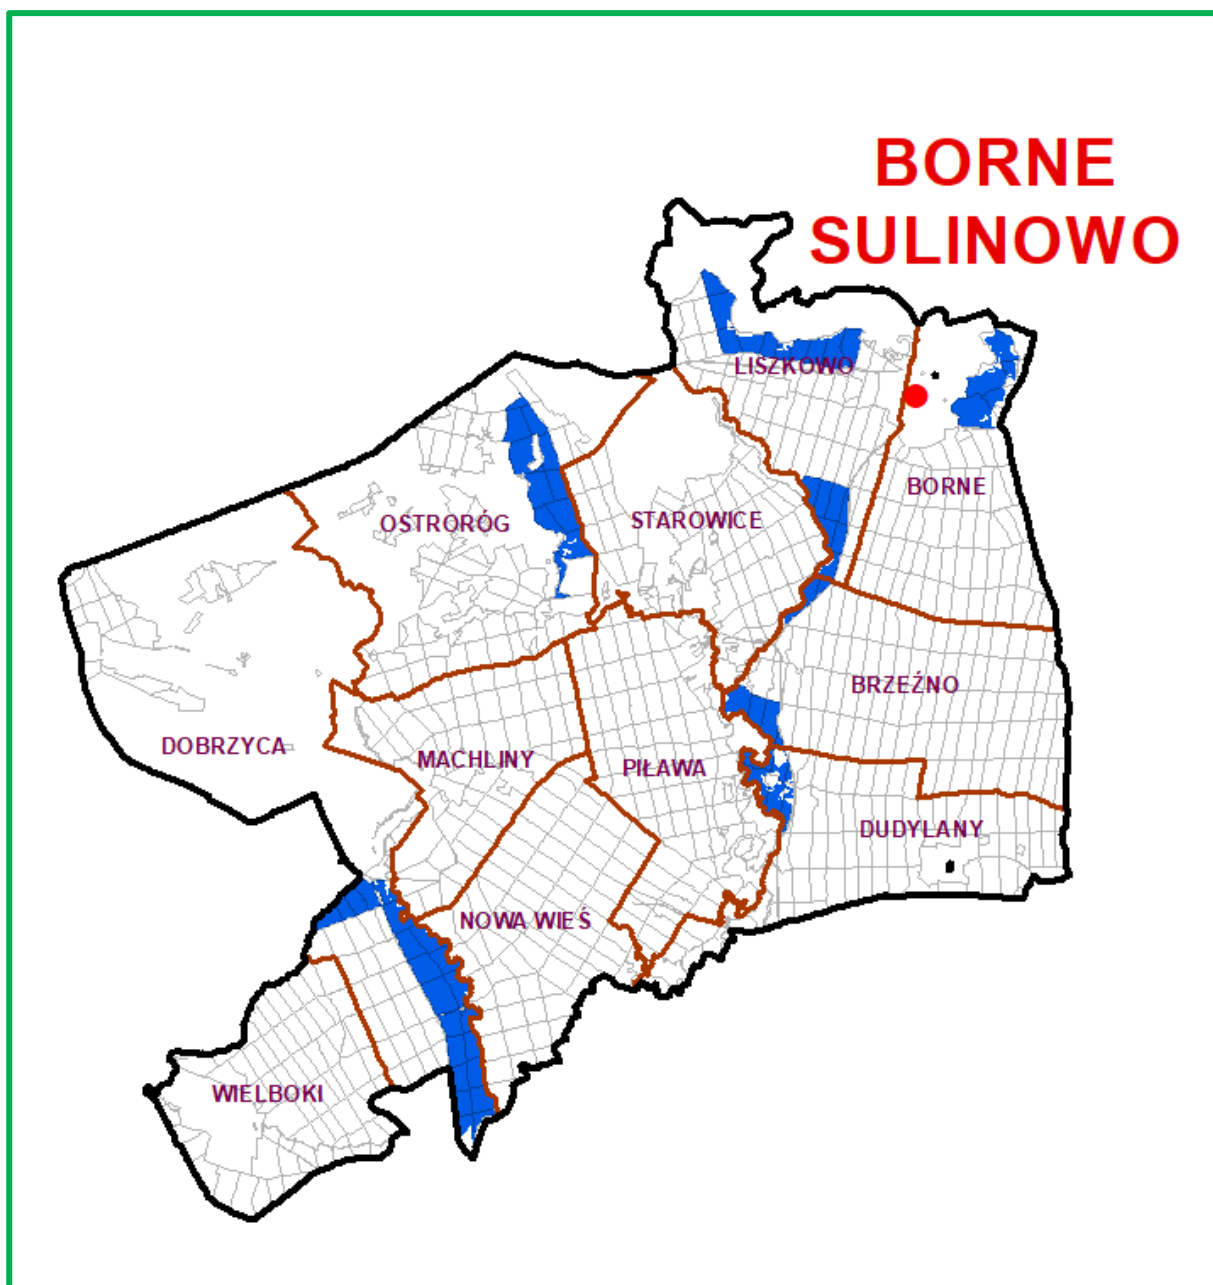 BORNE
SULINOWO
LISZKOWO
BORNE
OSTRORÓG
STAROWICE
BRZEŹNO
DOBRZYCA
MACHLINY
PIŁAWA
DUDYLANY
NOWA WIEŚ
WIELBOKI